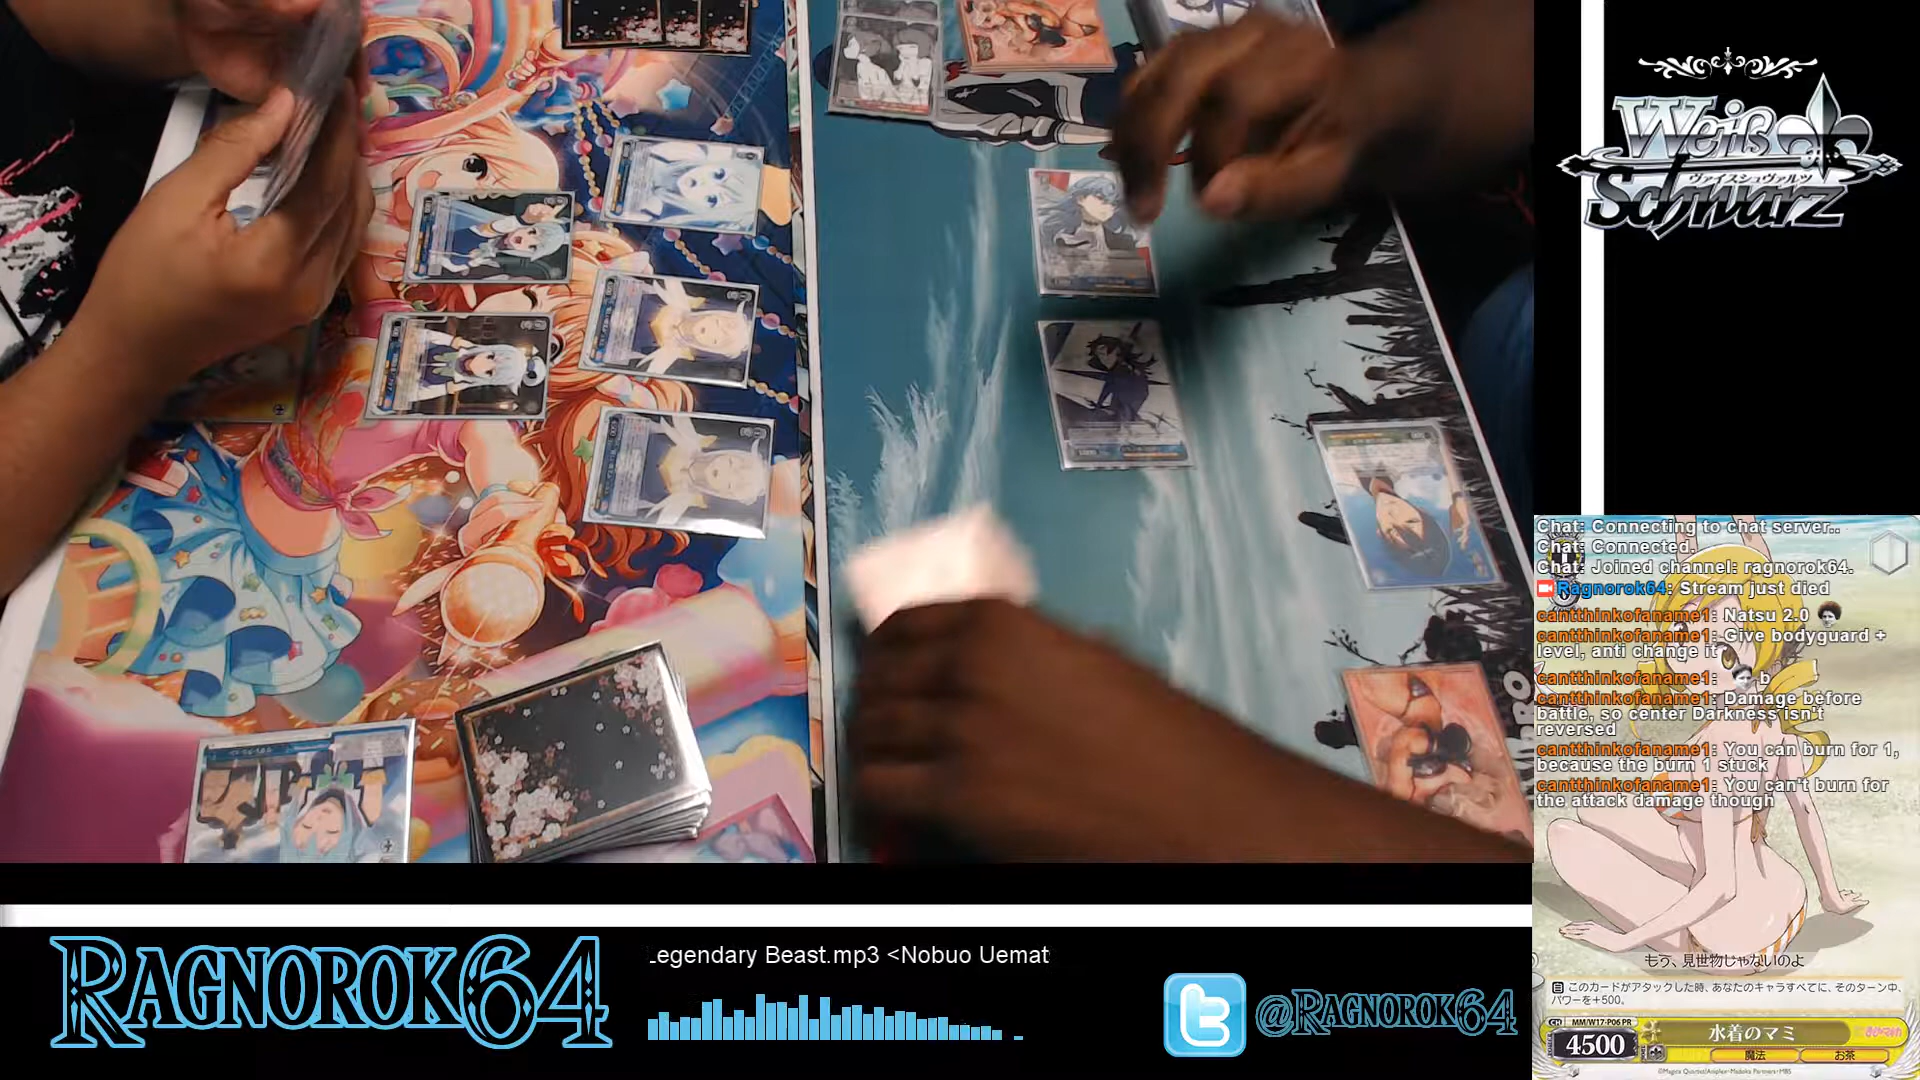 Weiß
ヴァイスシュヴァルツ
Schwarz
Chat: Connecting to chat server..
Chat: Connected.
Chat: Joined channel: ragnorok64.
Ragnorok64: Stream just died
cantthinkofaname1: Natsu 2.0
cantthinkofaname1: Give bodyguard +
level, anti change it
cantthinkofaname1: b
cantthinkofaname1: Damage before
battle, so center Darkness isn't
reversed
cantthinkofaname1: You can burn for 1,
because the burn 1 stuck
cantthinkofaname1: You can't burn for
the attack damage though
もう、見世物じゃないのよ
このカードがアタックした時、あなたのキャラすべてに、そのターン中、
パワーを+500。
MM/W17-P06 PR
水着のマミ
4500
魔法
お茶
RAGNOROK64
Legendary Beast.mp3 <Nobuo Uemat
@RAGNOROK64